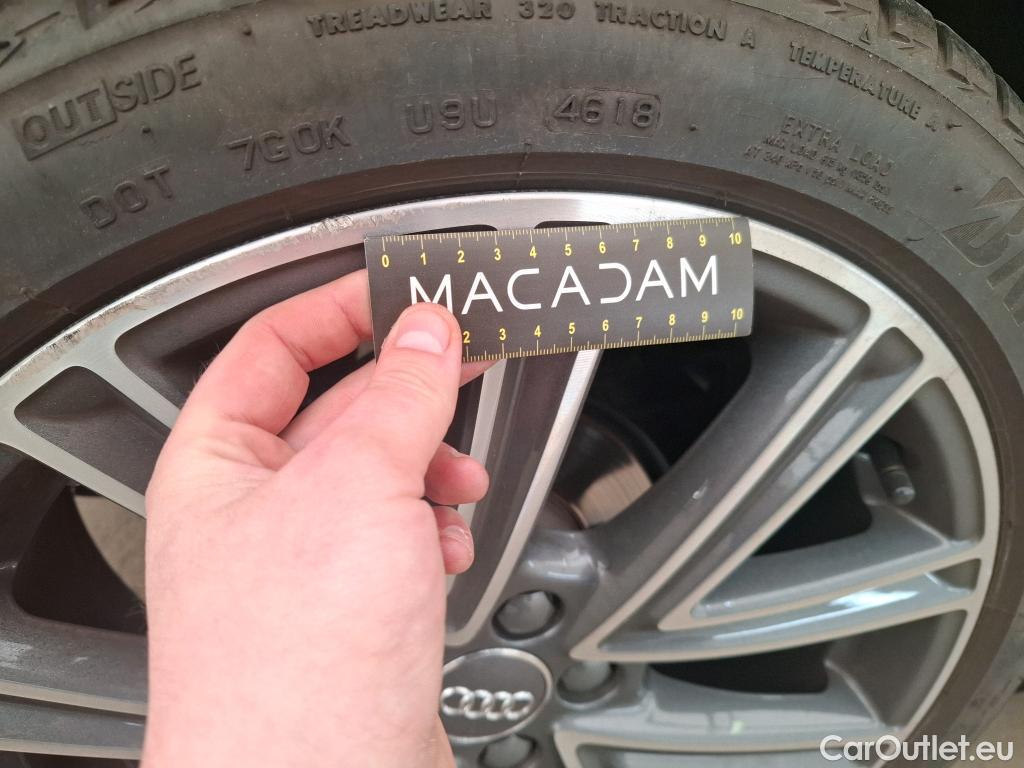 TREADWEAR 320 TRACTION A TEMPERATURE A
OUTSIDE
DOT 7G0K U9U 4618
EXTRA LOAD
0 1 2 3 4 5 6 7 8 9 10
MACADAM
2 3 4 5 6 7 8 9 10
CarOutlet.eu